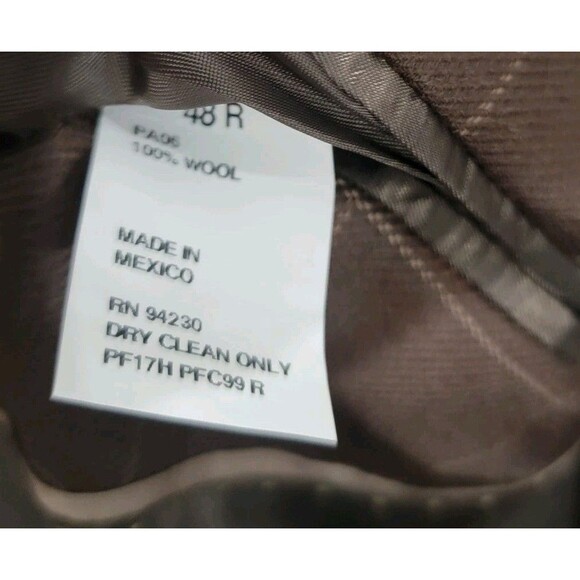 48 R
PA06
100% WOOL
MADE IN
MEXICO
RN 94230
DRY CLEAN ONLY
PF17H PFC99 R